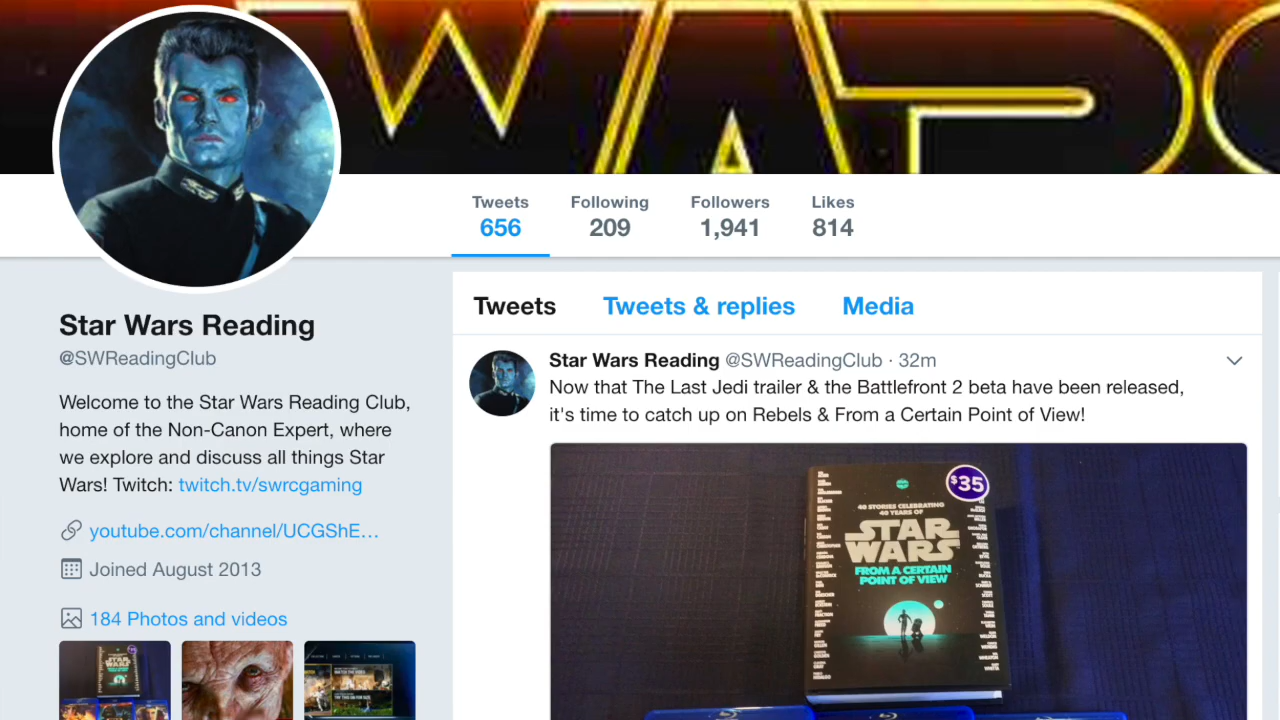 WARS
Tweets Following Followers Likes
656 209 1,941 814
Tweets Tweets & replies Media
Star Wars Reading
@SWReadingClub
Welcome to the Star Wars Reading Club,
home of the Non-Canon Expert, where
we explore and discuss all things Star
Wars! Twitch: twitch.tv/swrcgaming
youtube.com/channel/UCGShE…
Joined August 2013
184 Photos and videos
Star Wars Reading @SWReadingClub · 32m
Now that The Last Jedi trailer & the Battlefront 2 beta have been released,
it's time to catch up on Rebels & From a Certain Point of View!
$35
40 STORIES CELEBRATING
40 YEARS OF
STAR
WARS
FROM A CERTAIN
POINT OF VIEW
STAR
WARS